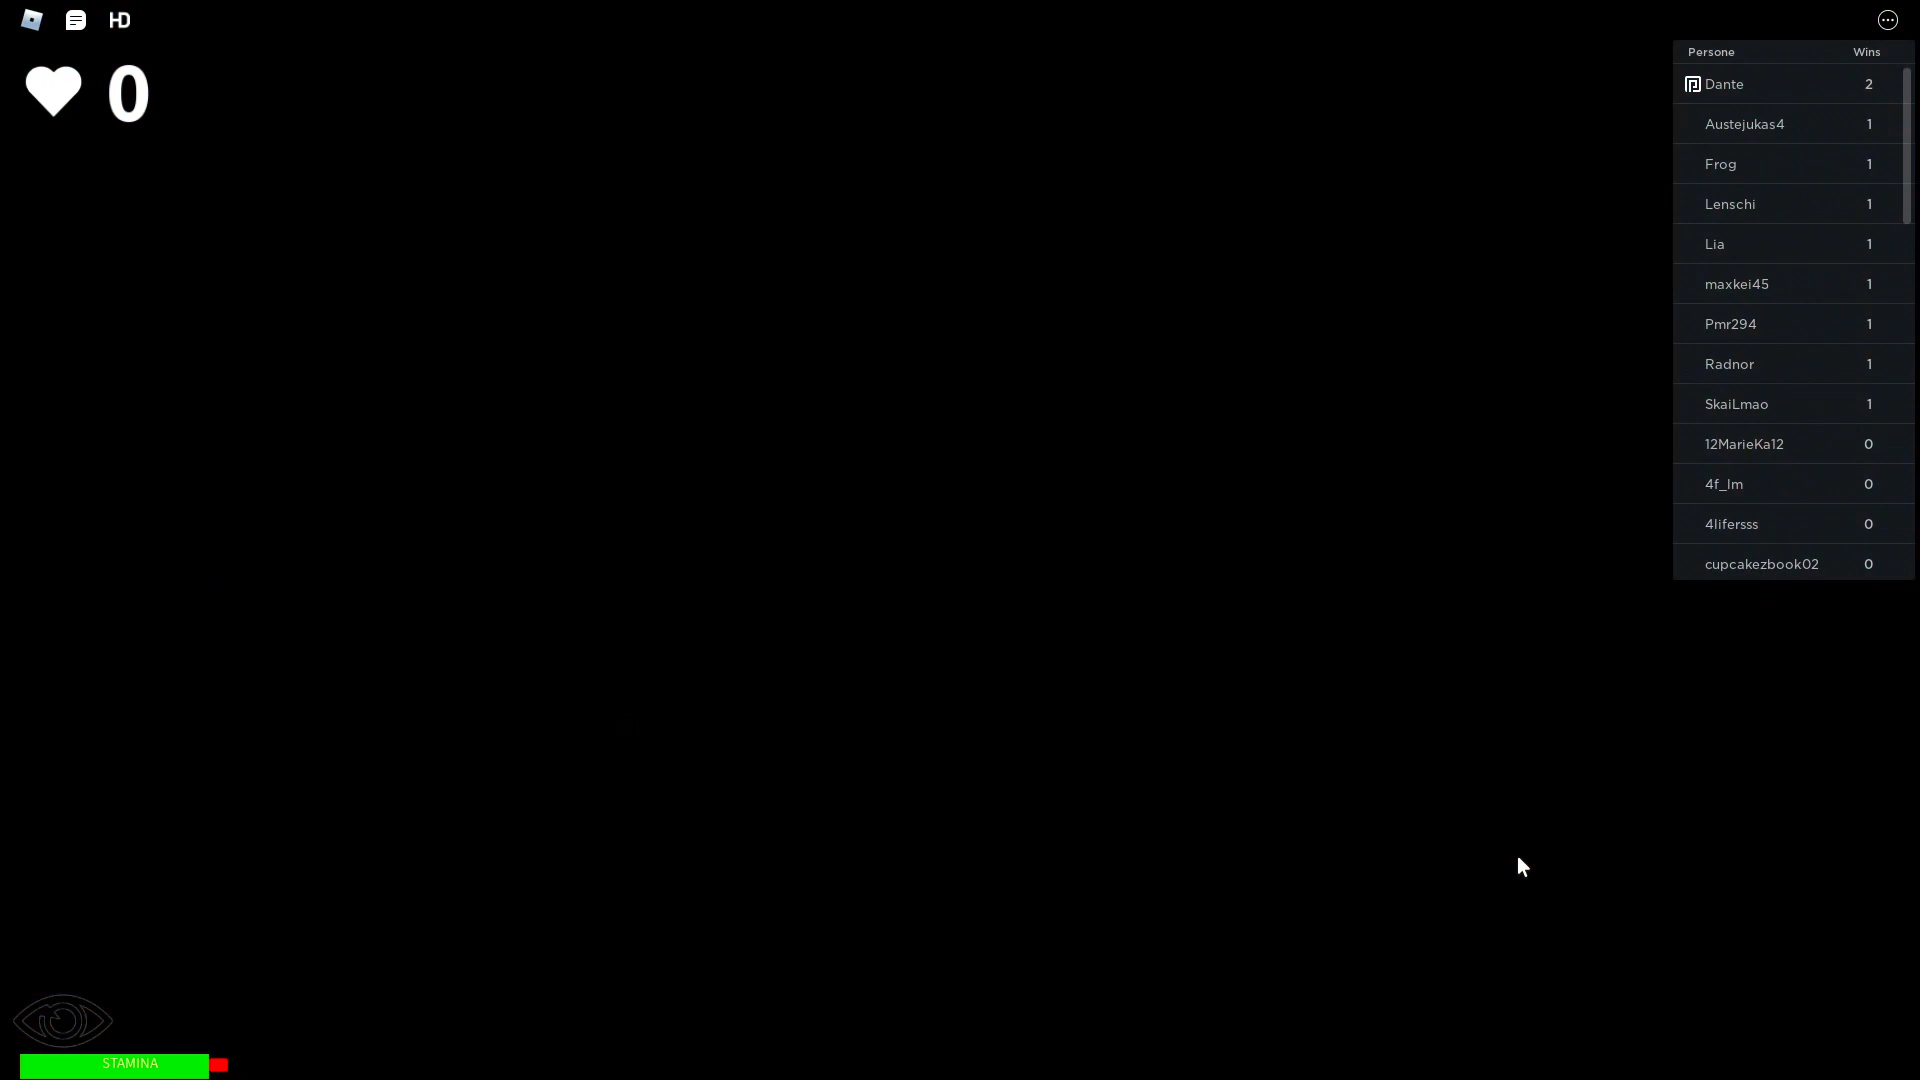 HD
0
Persone Wins
Dante 2
Austejukas4 1
Frog 1
Lenschi 1
Lia 1
maxkei45 1
Pmr294 1
Radnor 1
SkaiLmao 1
12MarieKa12 0
4f_lm 0
4lifersss 0
cupcakezbook02 0
STAMINA